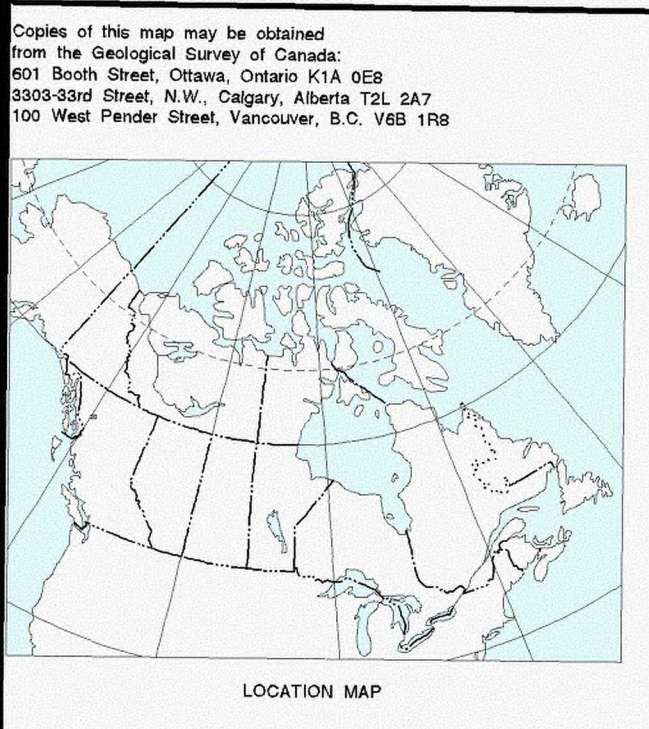 Copies of this map may be obtained
from the Geological Survey of Canada:
601 Booth Street, Ottawa, Ontario K1A 0E8
3303-33rd Street, N.W., Calgary, Alberta T2L 2A7
100 West Pender Street, Vancouver, B.C. V6B 1R8
LOCATION MAP